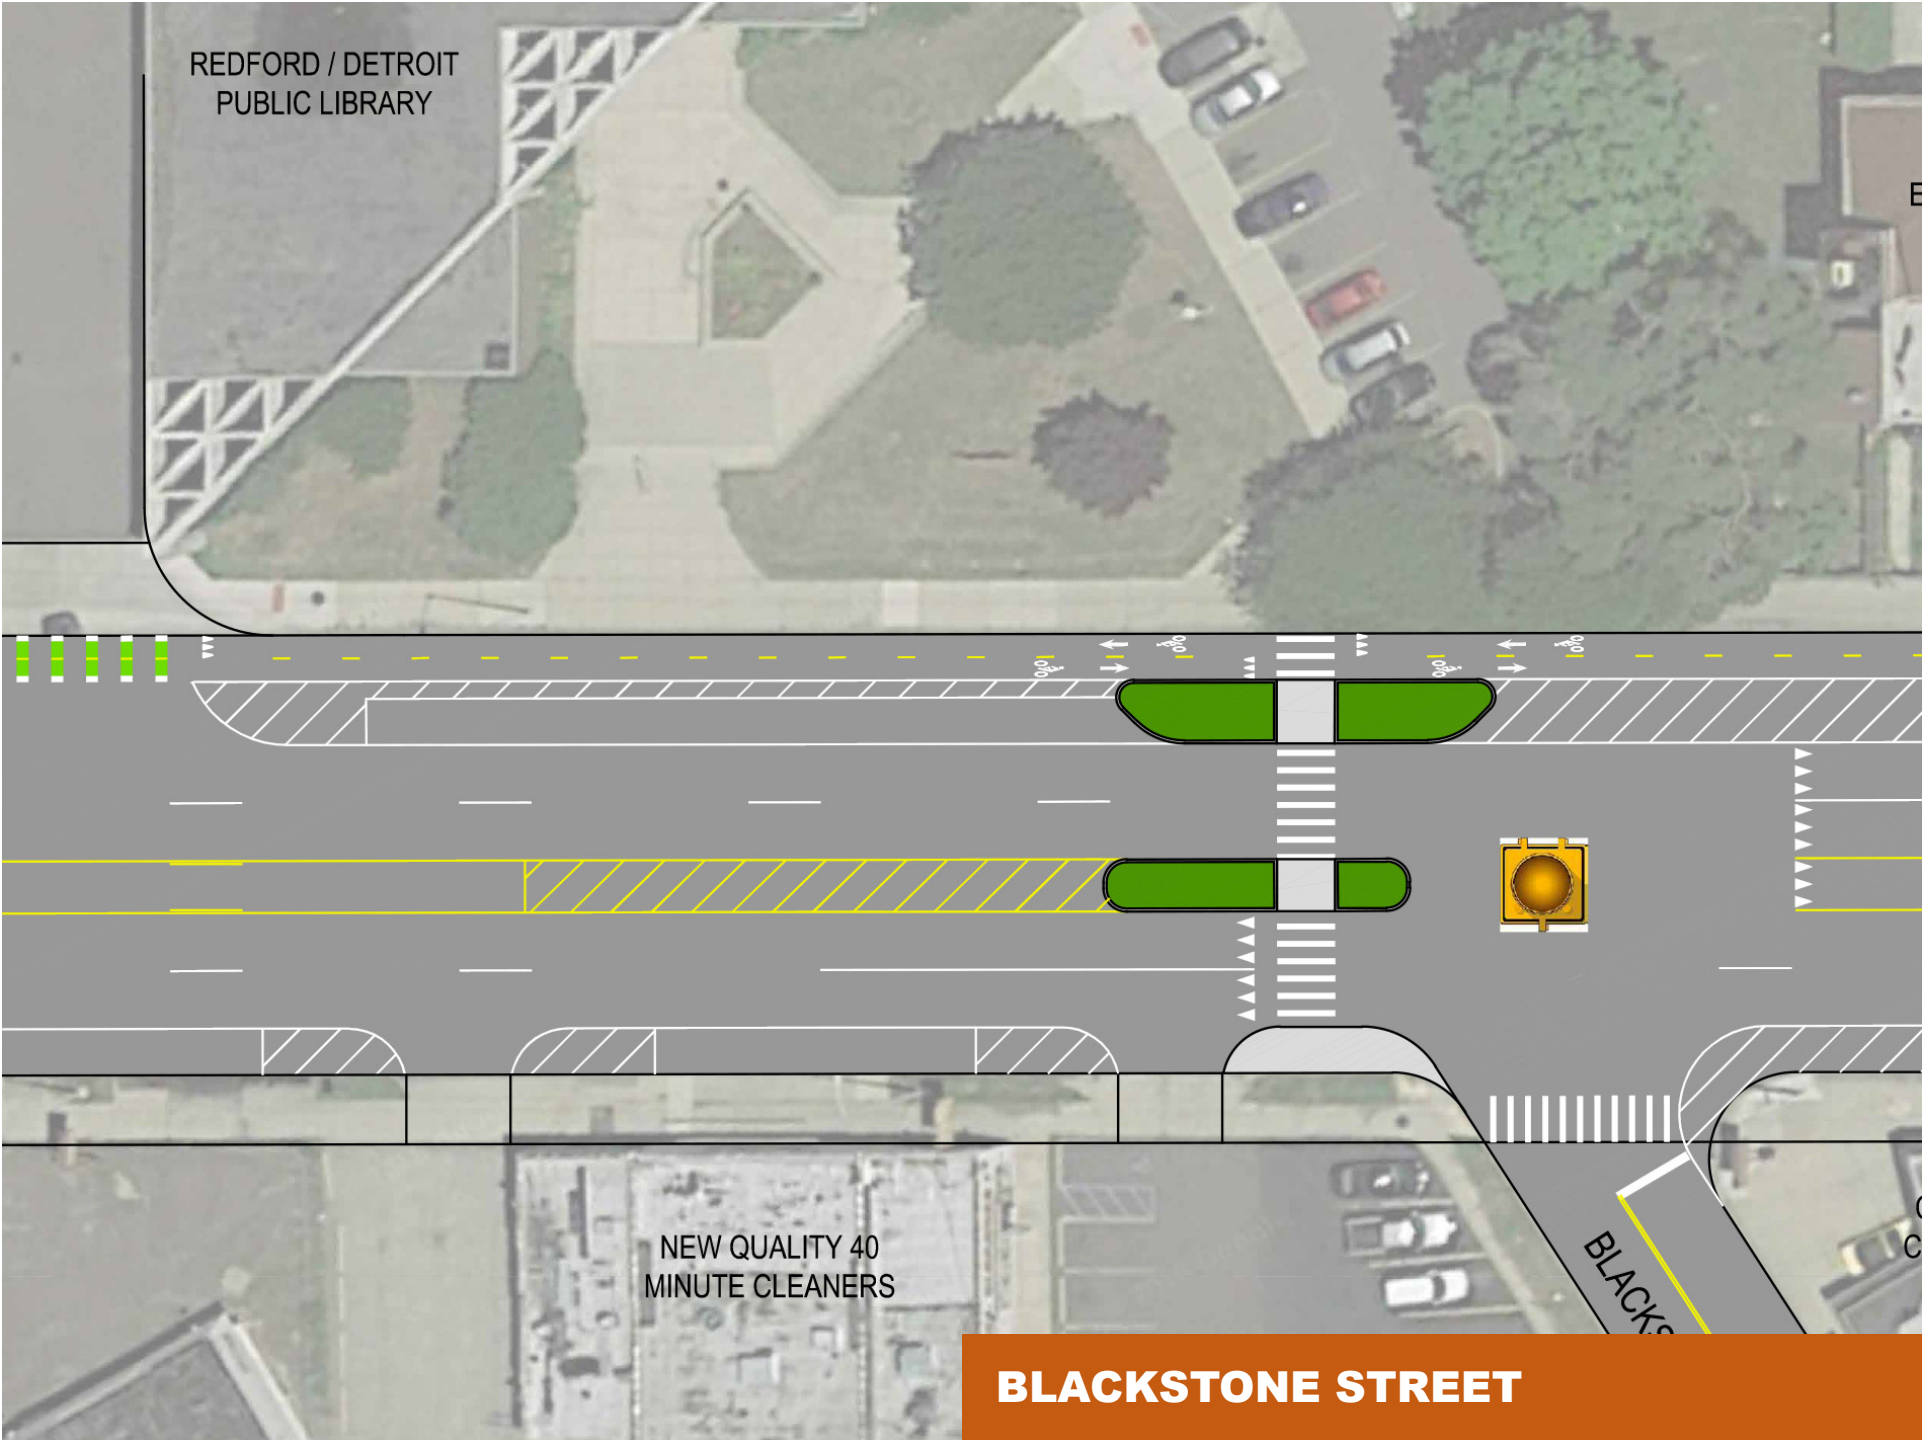 REDFORD / DETROIT
PUBLIC LIBRARY
NEW QUALITY 40
MINUTE CLEANERS
BLACKSTONE STREET